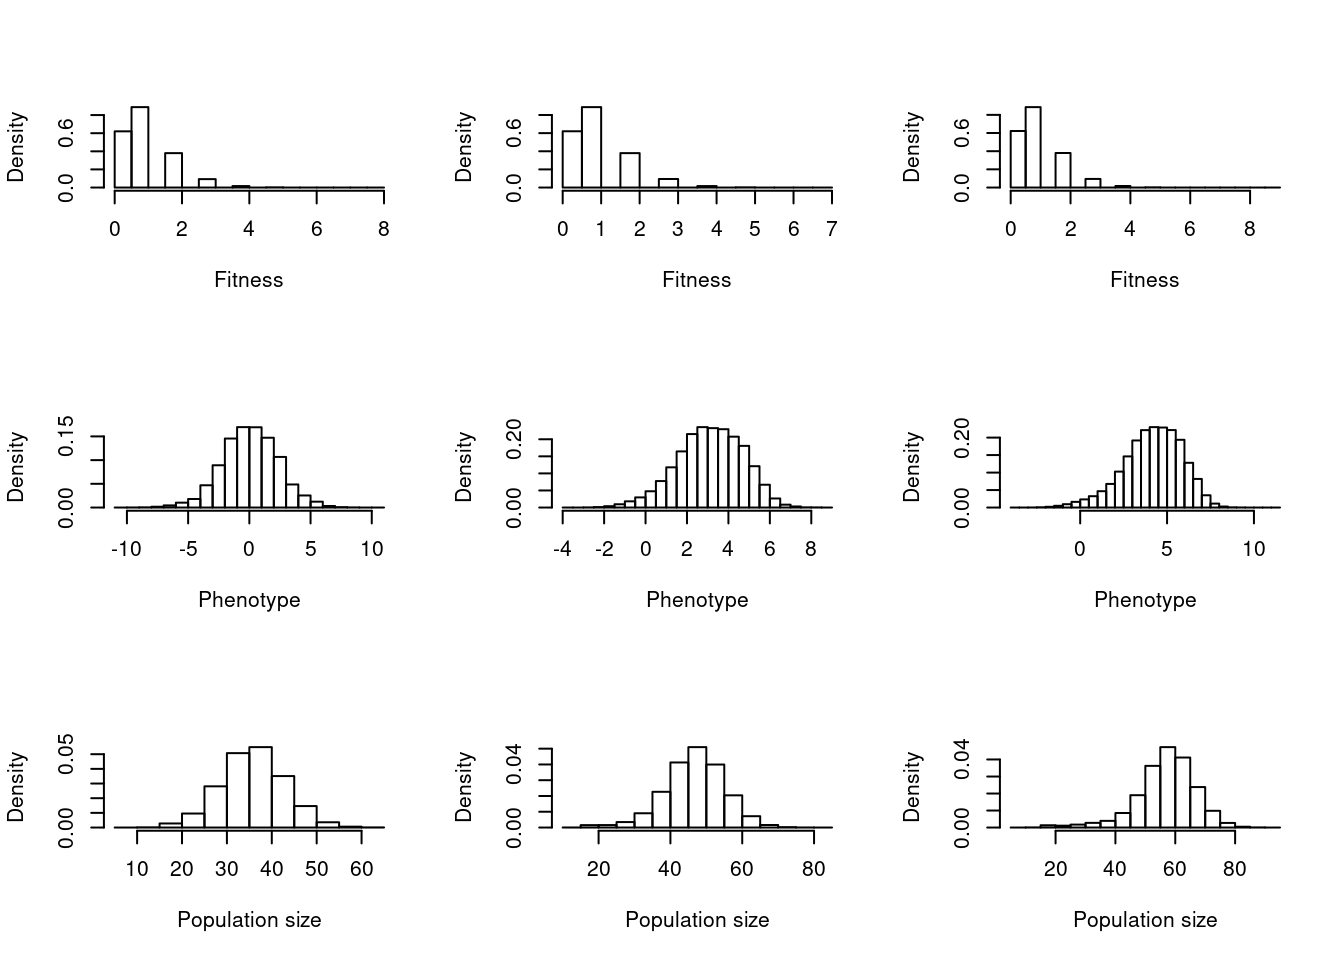 Density Density Density
0.0 0.6 0.0 0.6 0.0 0.6
0 2 4 6 8 0 1 2 3 4 5 6 7 0 2 4 6 8
Fitness Fitness Fitness
Density Density Density
0.00 0.15 0.00 0.20 0.00 0.20
-10 -5 0 5 10 -4 -2 0 2 4 6 8 0 5 10
Phenotype Phenotype Phenotype
Density Density Density
0.00 0.05 0.00 0.04 0.00 0.04
10 20 30 40 50 60 20 40 60 80 20 40 60 80
Population size Population size Population size